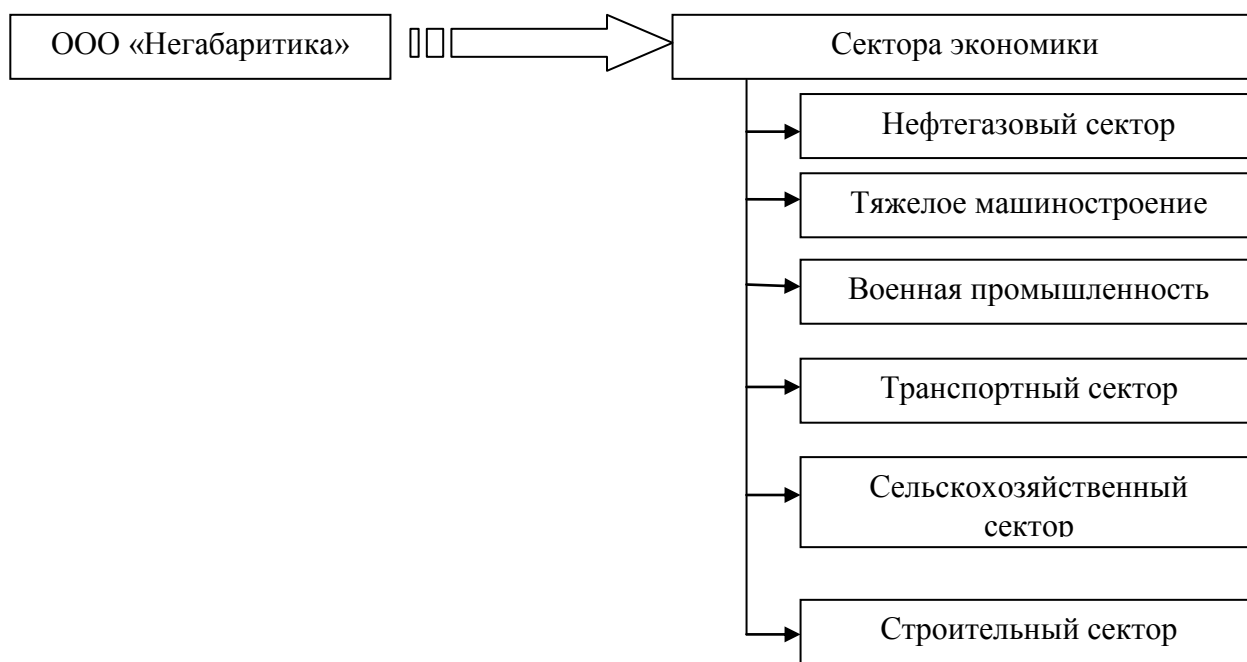 ООО «Негабаритика»
Сектора экономики
Нефтегазовый сектор
Тяжелое машиностроение
Военная промышленность
Транспортный сектор
Сельскохозяйственный
сектор
Строительный сектор